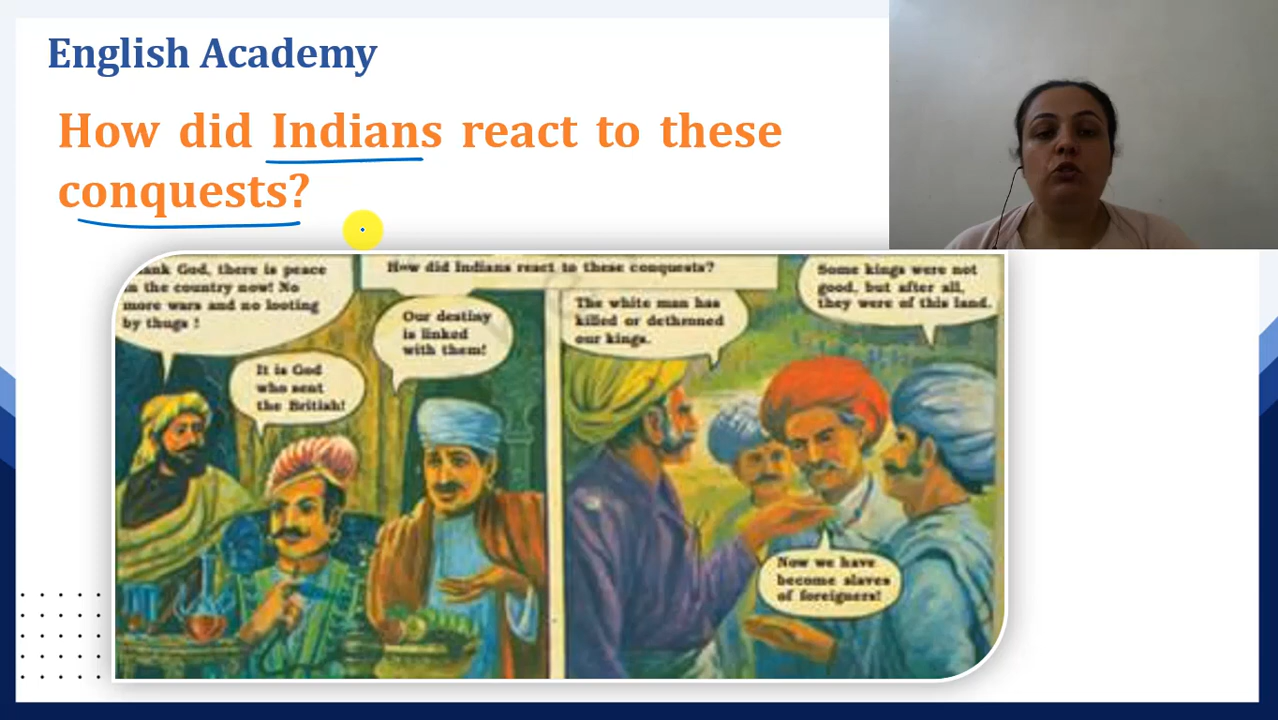 English Academy
How did Indians react to these
conquests?
ank God, there is peace
n the country now! No
more wars and no looting
by thugs !
It is God
who sent
the British!
How did Indians react to these conquests?
Our destiny
is linked
with them!
The white man has
killed or dethroned
our kings.
Some kings were not
good, but after all,
they were of this land.
Now we have
become slaves
of foreigners!